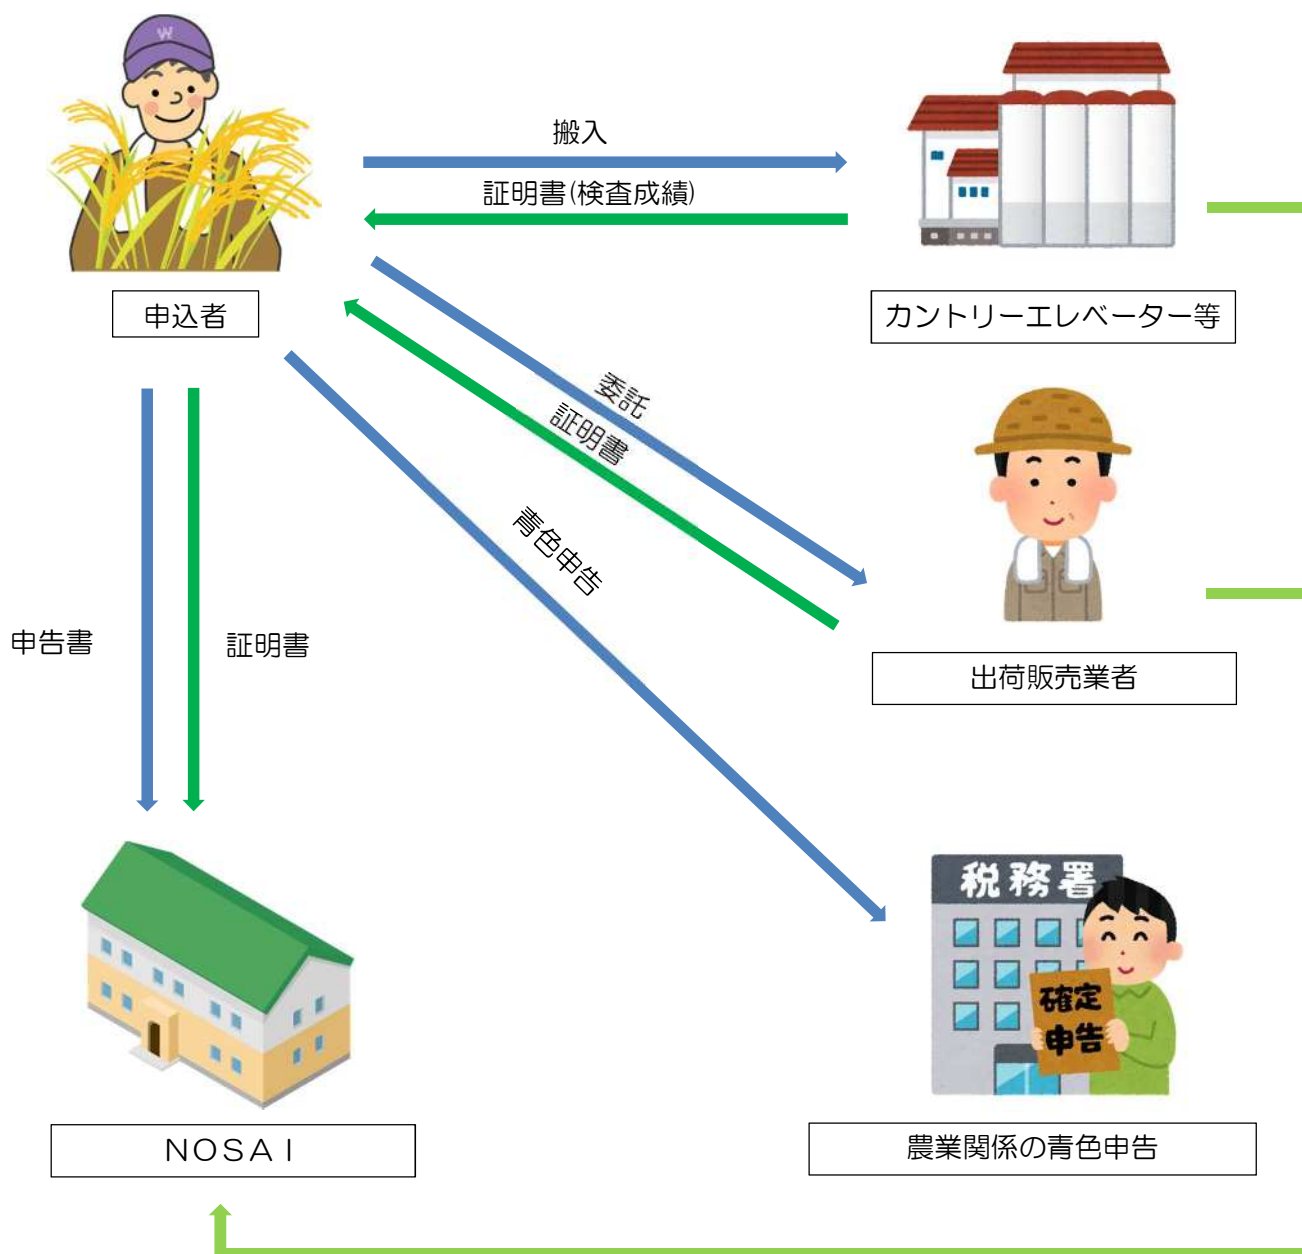 W
搬入
証明書(検査成績)
申込者
カントリーエレベーター等
委託
証明書
青色申告
申告書
証明書
出荷販売業者
税務署
確定
申告
NOSAI
農業関係の青色申告